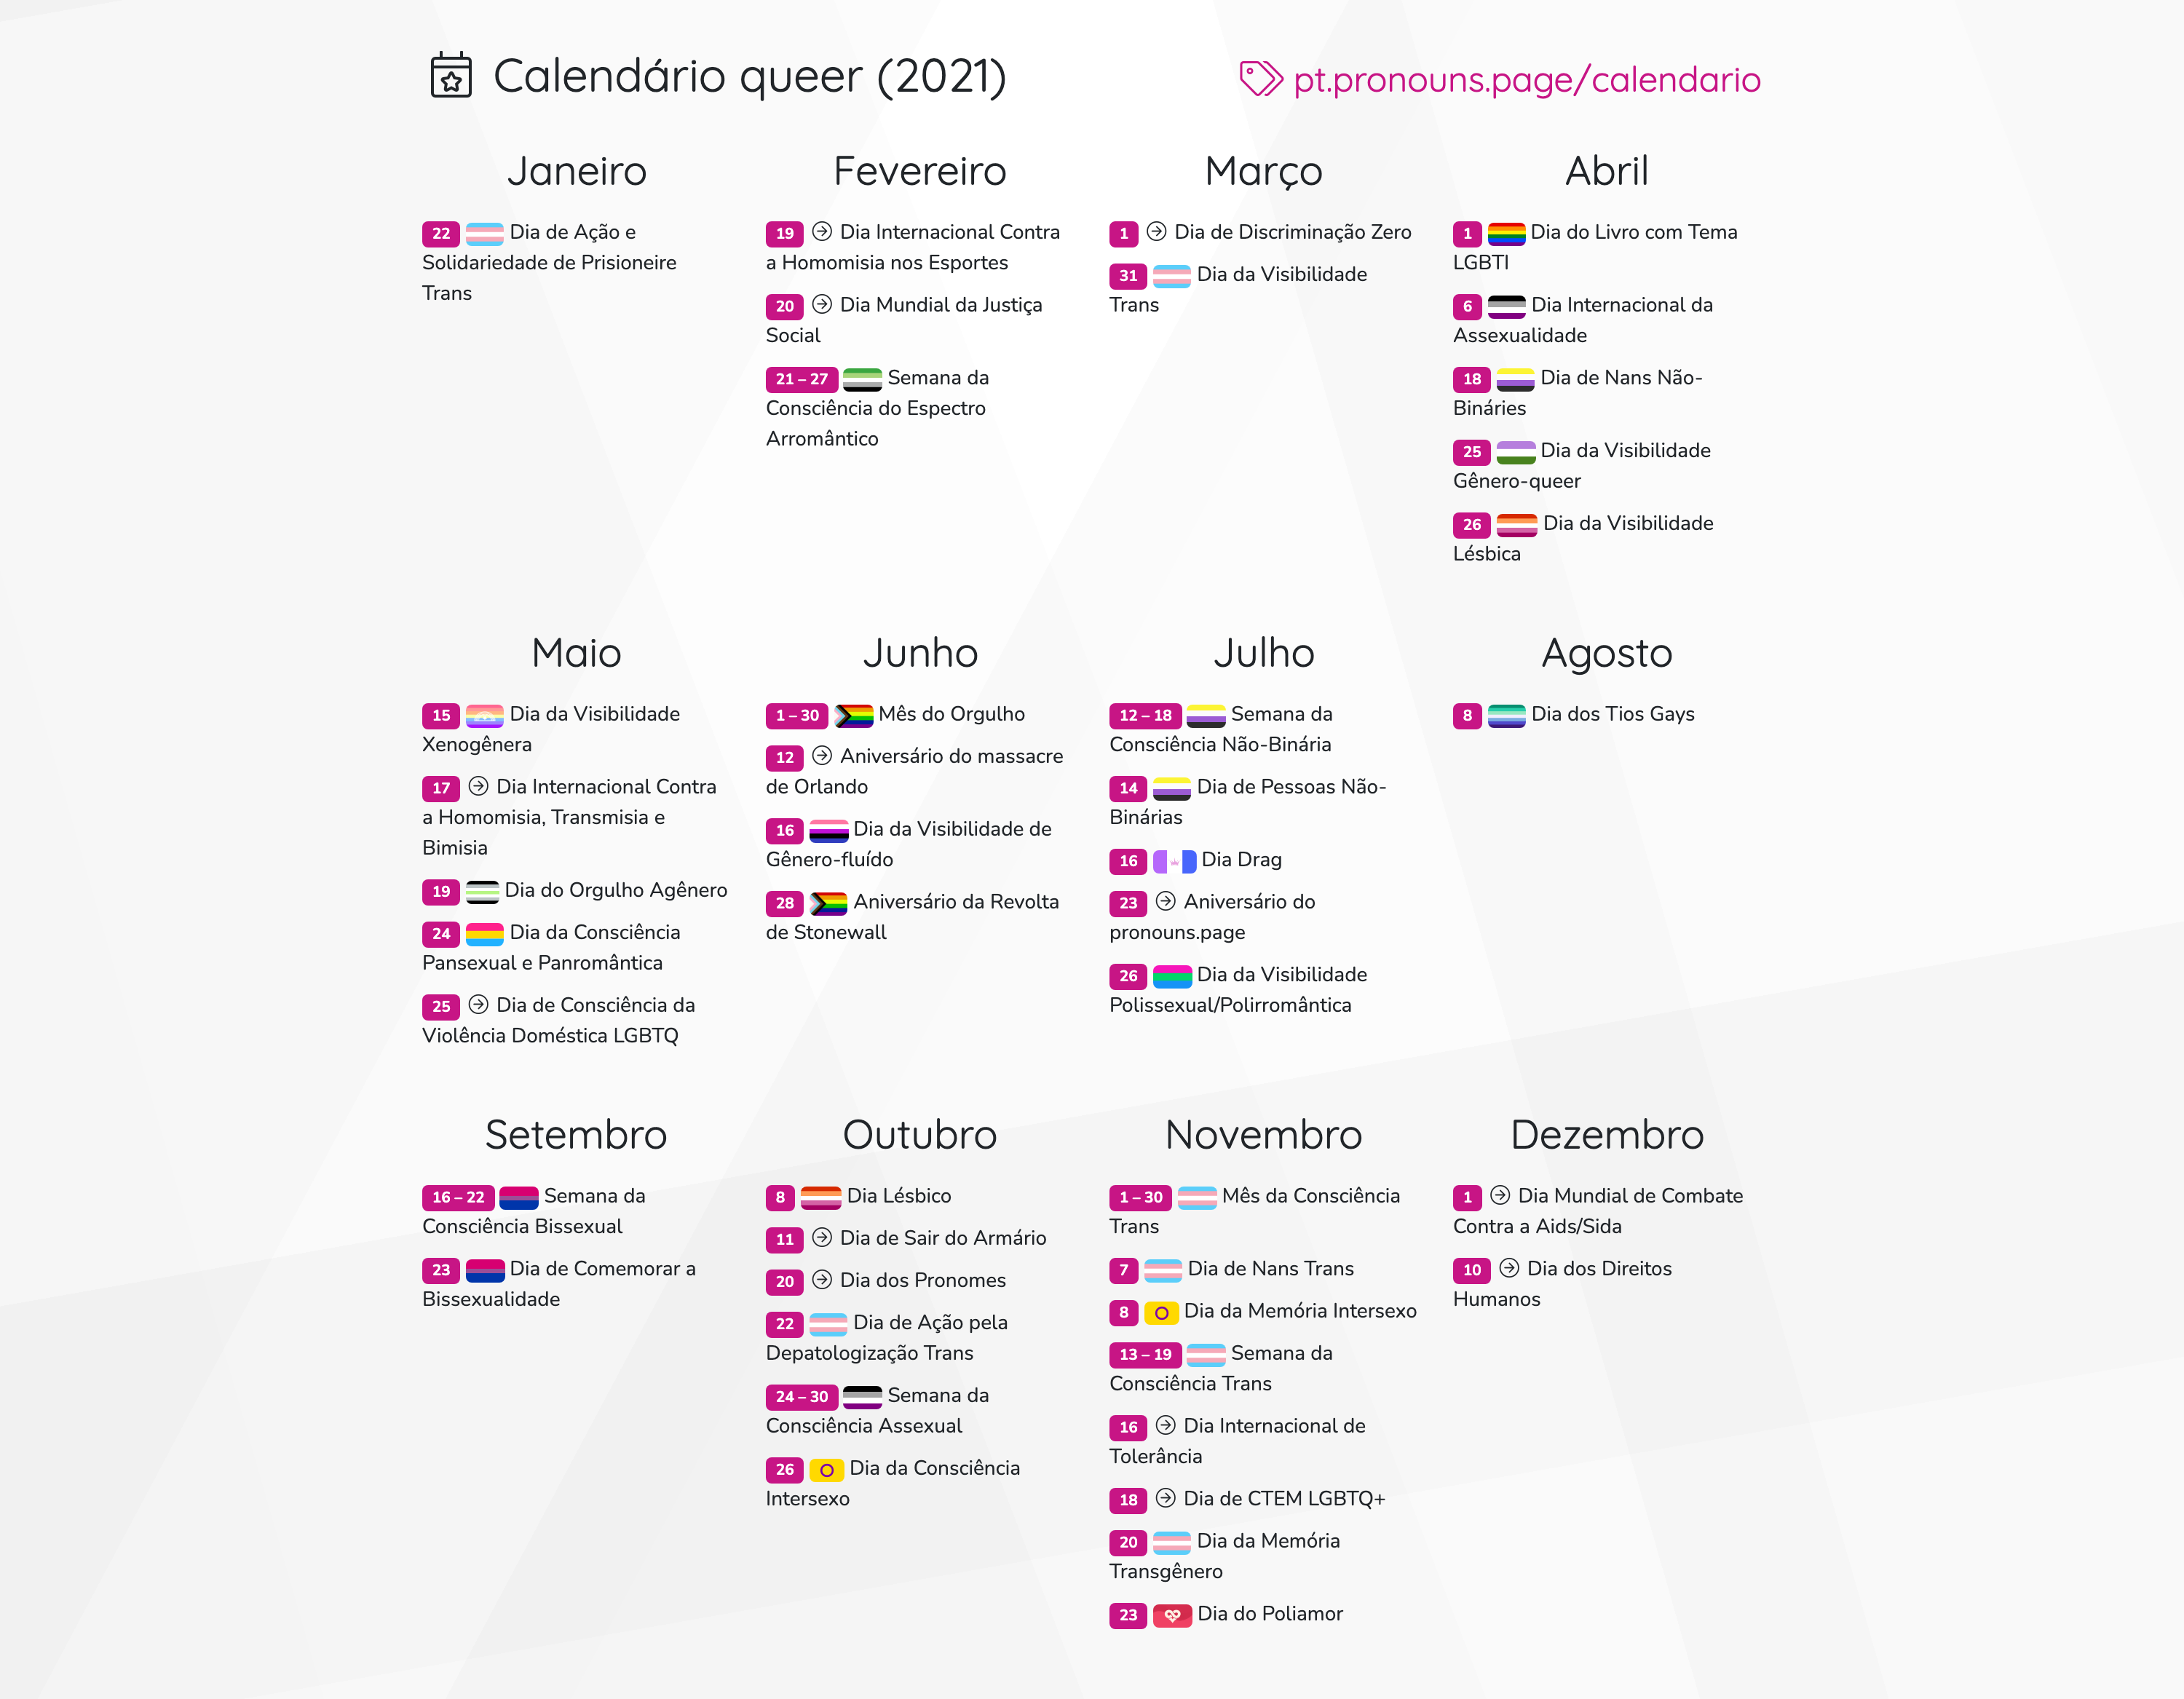 Calendário queer (2021)
pt.pronouns.page/calendario
Janeiro
22 Dia de Ação e
Solidariedade de Prisioneire
Trans
Fevereiro
19 Dia Internacional Contra
a Homomisia nos Esportes
20 Dia Mundial da Justiça
Social
21 – 27 Semana da
Consciência do Espectro
Arromântico
Março
1 Dia de Discriminação Zero
31 Dia da Visibilidade
Trans
Abril
1 Dia do Livro com Tema
LGBTI
6 Dia Internacional da
Assexualidade
18 Dia de Nans Não-
Bináries
25 Dia da Visibilidade
Gênero-queer
26 Dia da Visibilidade
Lésbica
Maio
15 Dia da Visibilidade
Xenogênera
17 Dia Internacional Contra
a Homomisia, Transmisia e
Bimisia
19 Dia do Orgulho Agênero
24 Dia da Consciência
Pansexual e Panromântica
25 Dia de Consciência da
Violência Doméstica LGBTQ
Junho
1 – 30 Mês do Orgulho
12 Aniversário do massacre
de Orlando
16 Dia da Visibilidade de
Gênero-fluído
28 Aniversário da Revolta
de Stonewall
Julho
12 – 18 Semana da
Consciência Não-Binária
14 Dia de Pessoas Não-
Binárias
16 Dia Drag
23 Aniversário do
pronouns.page
26 Dia da Visibilidade
Polissexual/Polirromântica
Agosto
8 Dia dos Tios Gays
Setembro
16 – 22 Semana da
Consciência Bissexual
23 Dia de Comemorar a
Bissexualidade
Outubro
8 Dia Lésbico
11 Dia de Sair do Armário
20 Dia dos Pronomes
22 Dia de Ação pela
Depatologização Trans
24 – 30 Semana da
Consciência Assexual
26 Dia da Consciência
Intersexo
Novembro
1 – 30 Mês da Consciência
Trans
7 Dia de Nans Trans
8 Dia da Memória Intersexo
13 – 19 Semana da
Consciência Trans
16 Dia Internacional de
Tolerância
18 Dia de CTEM LGBTQ+
20 Dia da Memória
Transgênero
23 Dia do Poliamor
Dezembro
1 Dia Mundial de Combate
Contra a Aids/Sida
10 Dia dos Direitos
Humanos